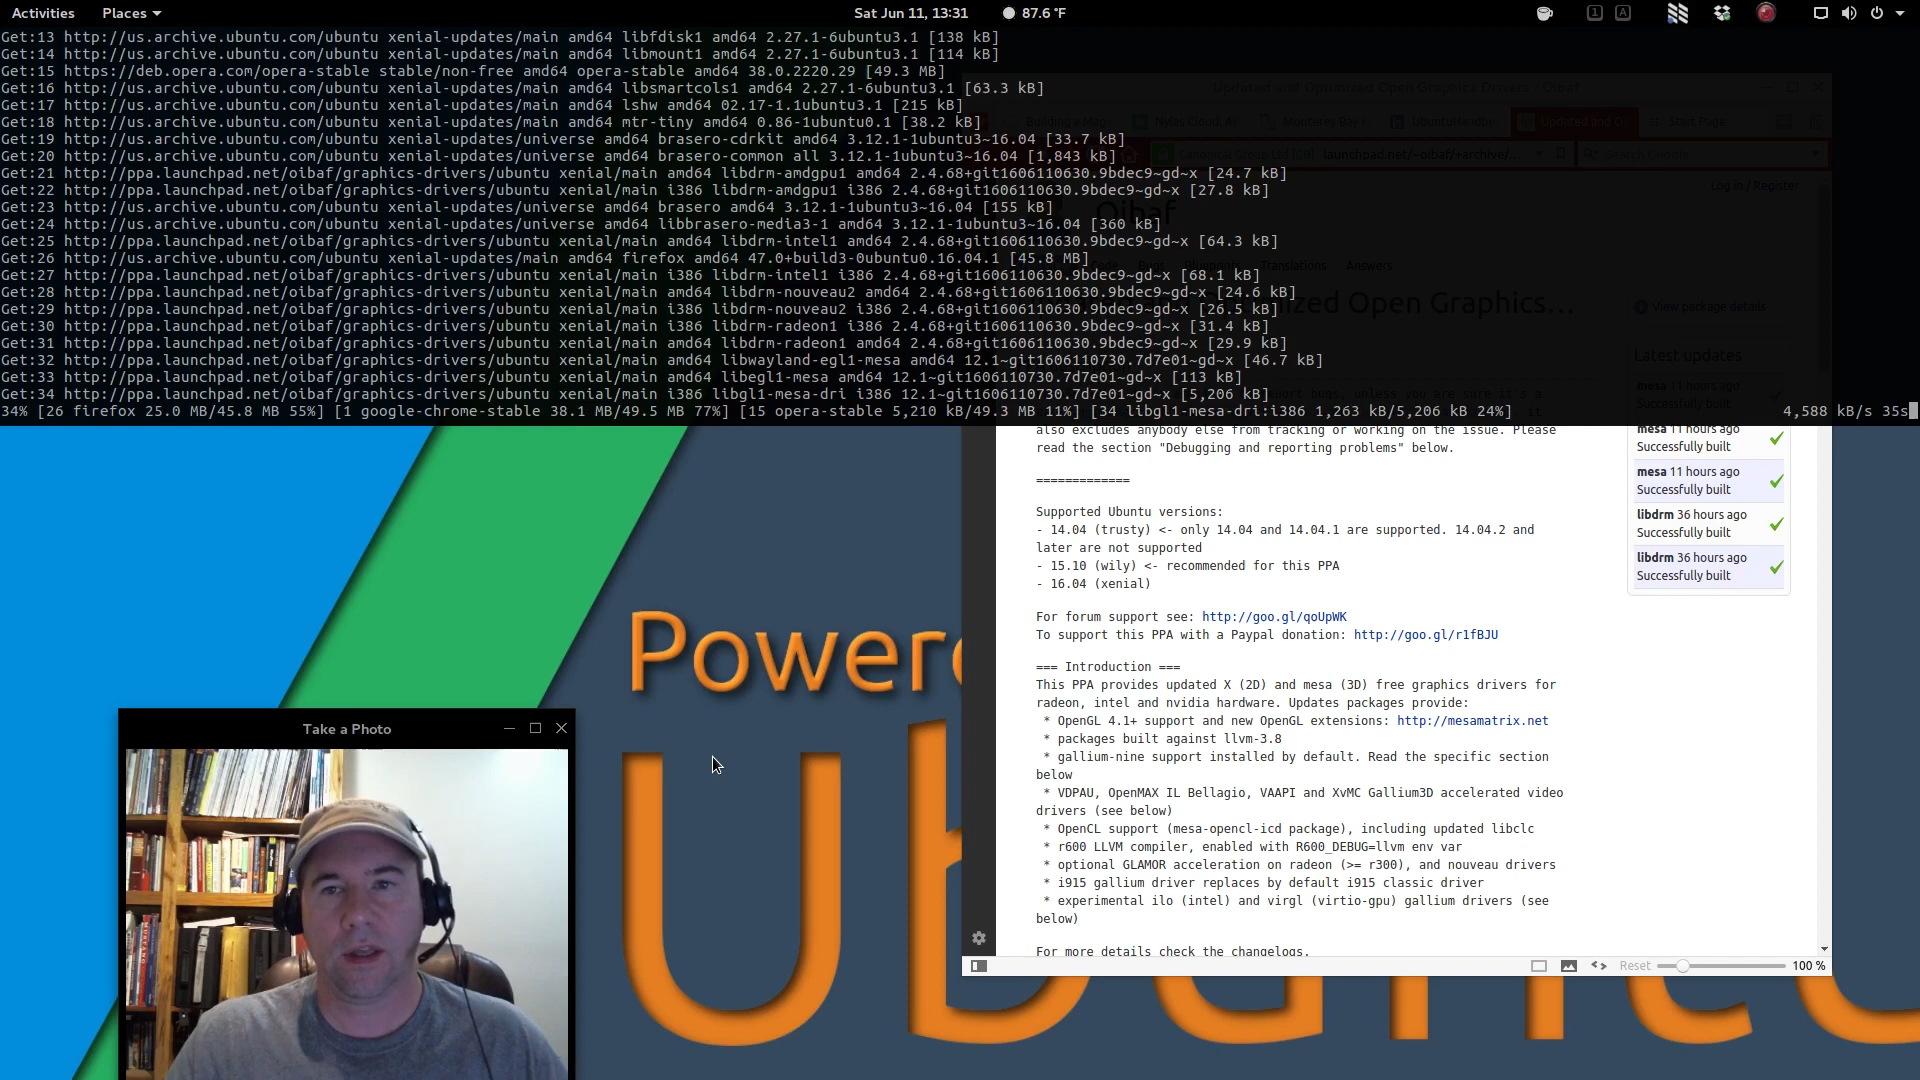 Activities Places Sat Jun 11, 13:31 87.6 °F 1 A
Get:13 http://us.archive.ubuntu.com/ubuntu xenial-updates/main amd64 libfdisk1 amd64 2.27.1-6ubuntu3.1 [138 kB]
Get:14 http://us.archive.ubuntu.com/ubuntu xenial-updates/main amd64 libmount1 amd64 2.27.1-6ubuntu3.1 [114 kB]
Get:15 https://deb.opera.com/opera-stable stable/non-free amd64 opera-stable amd64 38.0.2220.29 [49.3 MB]
Get:16 http://us.archive.ubuntu.com/ubuntu xenial-updates/main amd64 libsmartcols1 amd64 2.27.1-6ubuntu3.1 [63.3 kB]
Get:17 http://us.archive.ubuntu.com/ubuntu xenial-updates/main amd64 lshw amd64 02.17-1.1ubuntu3.1 [215 kB]
Get:18 http://us.archive.ubuntu.com/ubuntu xenial-updates/main amd64 mtr-tiny amd64 0.86-1ubuntu0.1 [38.2 kB]
Get:19 http://us.archive.ubuntu.com/ubuntu xenial-updates/universe amd64 brasero-cdrkit amd64 3.12.1-1ubuntu3~16.04 [33.7 kB]
Get:20 http://us.archive.ubuntu.com/ubuntu xenial-updates/universe amd64 brasero-common all 3.12.1-1ubuntu3~16.04 [1,843 kB]
Get:21 http://ppa.launchpad.net/oibaf/graphics-drivers/ubuntu xenial/main amd64 libdrm-amdgpu1 amd64 2.4.68+git1606110630.9bdec9~gd~x [24.7 kB]
Get:22 http://ppa.launchpad.net/oibaf/graphics-drivers/ubuntu xenial/main i386 libdrm-amdgpu1 i386 2.4.68+git1606110630.9bdec9~gd~x [27.8 kB]
Get:23 http://us.archive.ubuntu.com/ubuntu xenial-updates/universe amd64 brasero amd64 3.12.1-1ubuntu3~16.04 [155 kB]
Get:24 http://us.archive.ubuntu.com/ubuntu xenial-updates/universe amd64 libbrasero-media3-1 amd64 3.12.1-1ubuntu3~16.04 [360 kB]
Get:25 http://ppa.launchpad.net/oibaf/graphics-drivers/ubuntu xenial/main amd64 libdrm-intel1 amd64 2.4.68+git1606110630.9bdec9~gd~x [64.3 kB]
Get:26 http://us.archive.ubuntu.com/ubuntu xenial-updates/main amd64 firefox amd64 47.0+build3-0ubuntu0.16.04.1 [45.8 MB]
Get:27 http://ppa.launchpad.net/oibaf/graphics-drivers/ubuntu xenial/main i386 libdrm-intel1 i386 2.4.68+git1606110630.9bdec9~gd~x [68.1 kB]
Get:28 http://ppa.launchpad.net/oibaf/graphics-drivers/ubuntu xenial/main amd64 libdrm-nouveau2 amd64 2.4.68+git1606110630.9bdec9~gd~x [24.6 kB]
Get:29 http://ppa.launchpad.net/oibaf/graphics-drivers/ubuntu xenial/main i386 libdrm-nouveau2 i386 2.4.68+git1606110630.9bdec9~gd~x [26.5 kB]
Get:30 http://ppa.launchpad.net/oibaf/graphics-drivers/ubuntu xenial/main i386 libdrm-radeon1 i386 2.4.68+git1606110630.9bdec9~gd~x [31.4 kB]
Get:31 http://ppa.launchpad.net/oibaf/graphics-drivers/ubuntu xenial/main amd64 libdrm-radeon1 amd64 2.4.68+git1606110630.9bdec9~gd~x [29.9 kB]
Get:32 http://ppa.launchpad.net/oibaf/graphics-drivers/ubuntu xenial/main amd64 libwayland-egl1-mesa amd64 12.1~git1606110730.7d7e01~gd~x [46.7 kB]
Get:33 http://ppa.launchpad.net/oibaf/graphics-drivers/ubuntu xenial/main amd64 libegl1-mesa amd64 12.1~git1606110730.7d7e01~gd~x [113 kB]
Get:34 http://ppa.launchpad.net/oibaf/graphics-drivers/ubuntu xenial/main i386 libgl1-mesa-dri i386 12.1~git1606110730.7d7e01~gd~x [5,206 kB]
34% [26 firefox 25.0 MB/45.8 MB 55%] [1 google-chrome-stable 38.1 MB/49.5 MB 77%] [15 opera-stable 5,210 kB/49.3 MB 11%] [34 libgl1-mesa-dri:i386 1,263 kB/5,206 kB 24%] 4,588 kB/s 35s
Updated and Optimized Open Graphics Drivers : Oibaf
Start Page
launchpad.net/~oibaf/+archive/...
Search Google
Log in / Register
Oibaf
Translations Answers
Open Graphics...
View package details
Latest updates
mesa 11 hours ago
Successfully built
also excludes anybody else from tracking or working on the issue. Please
read the section "Debugging and reporting problems" below.
=============
Supported Ubuntu versions:
- 14.04 (trusty) <- only 14.04 and 14.04.1 are supported. 14.04.2 and
later are not supported
- 15.10 (wily) <- recommended for this PPA
- 16.04 (xenial)
For forum support see: http://goo.gl/qoUpWK
To support this PPA with a Paypal donation: http://goo.gl/r1fBJU
=== Introduction ===
This PPA provides updated X (2D) and mesa (3D) free graphics drivers for
radeon, intel and nvidia hardware. Updates packages provide:
* OpenGL 4.1+ support and new OpenGL extensions: http://mesamatrix.net
* packages built against llvm-3.8
* gallium-nine support installed by default. Read the specific section
below
* VDPAU, OpenMAX IL Bellagio, VAAPI and XvMC Gallium3D accelerated video
drivers (see below)
* OpenCL support (mesa-opencl-icd package), including updated libclc
* r600 LLVM compiler, enabled with R600_DEBUG=llvm env var
* optional GLAMOR acceleration on radeon (>= r300), and nouveau drivers
* i915 gallium driver replaces by default i915 classic driver
* experimental ilo (intel) and virgl (virtio-gpu) gallium drivers (see
below)
For more details check the changelogs.
mesa 11 hours ago
Successfully built
mesa 11 hours ago
Successfully built
libdrm 36 hours ago
Successfully built
libdrm 36 hours ago
Successfully built
Reset 100 %
Take a Photo
Powere